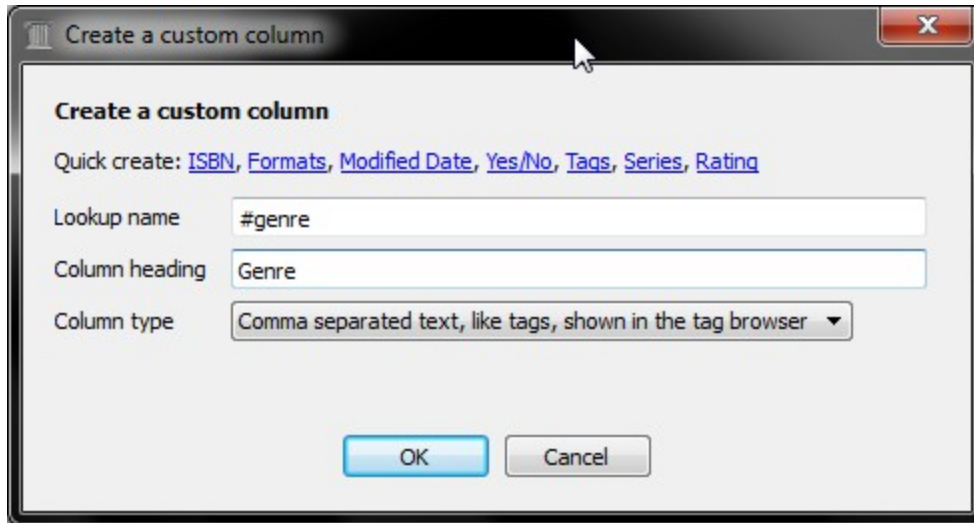 Create a custom column
Create a custom column
Quick create: ISBN, Formats, Modified Date, Yes/No, Tags, Series, Rating
Lookup name #genre
Column heading Genre
Column type Comma separated text, like tags, shown in the tag browser
OK Cancel